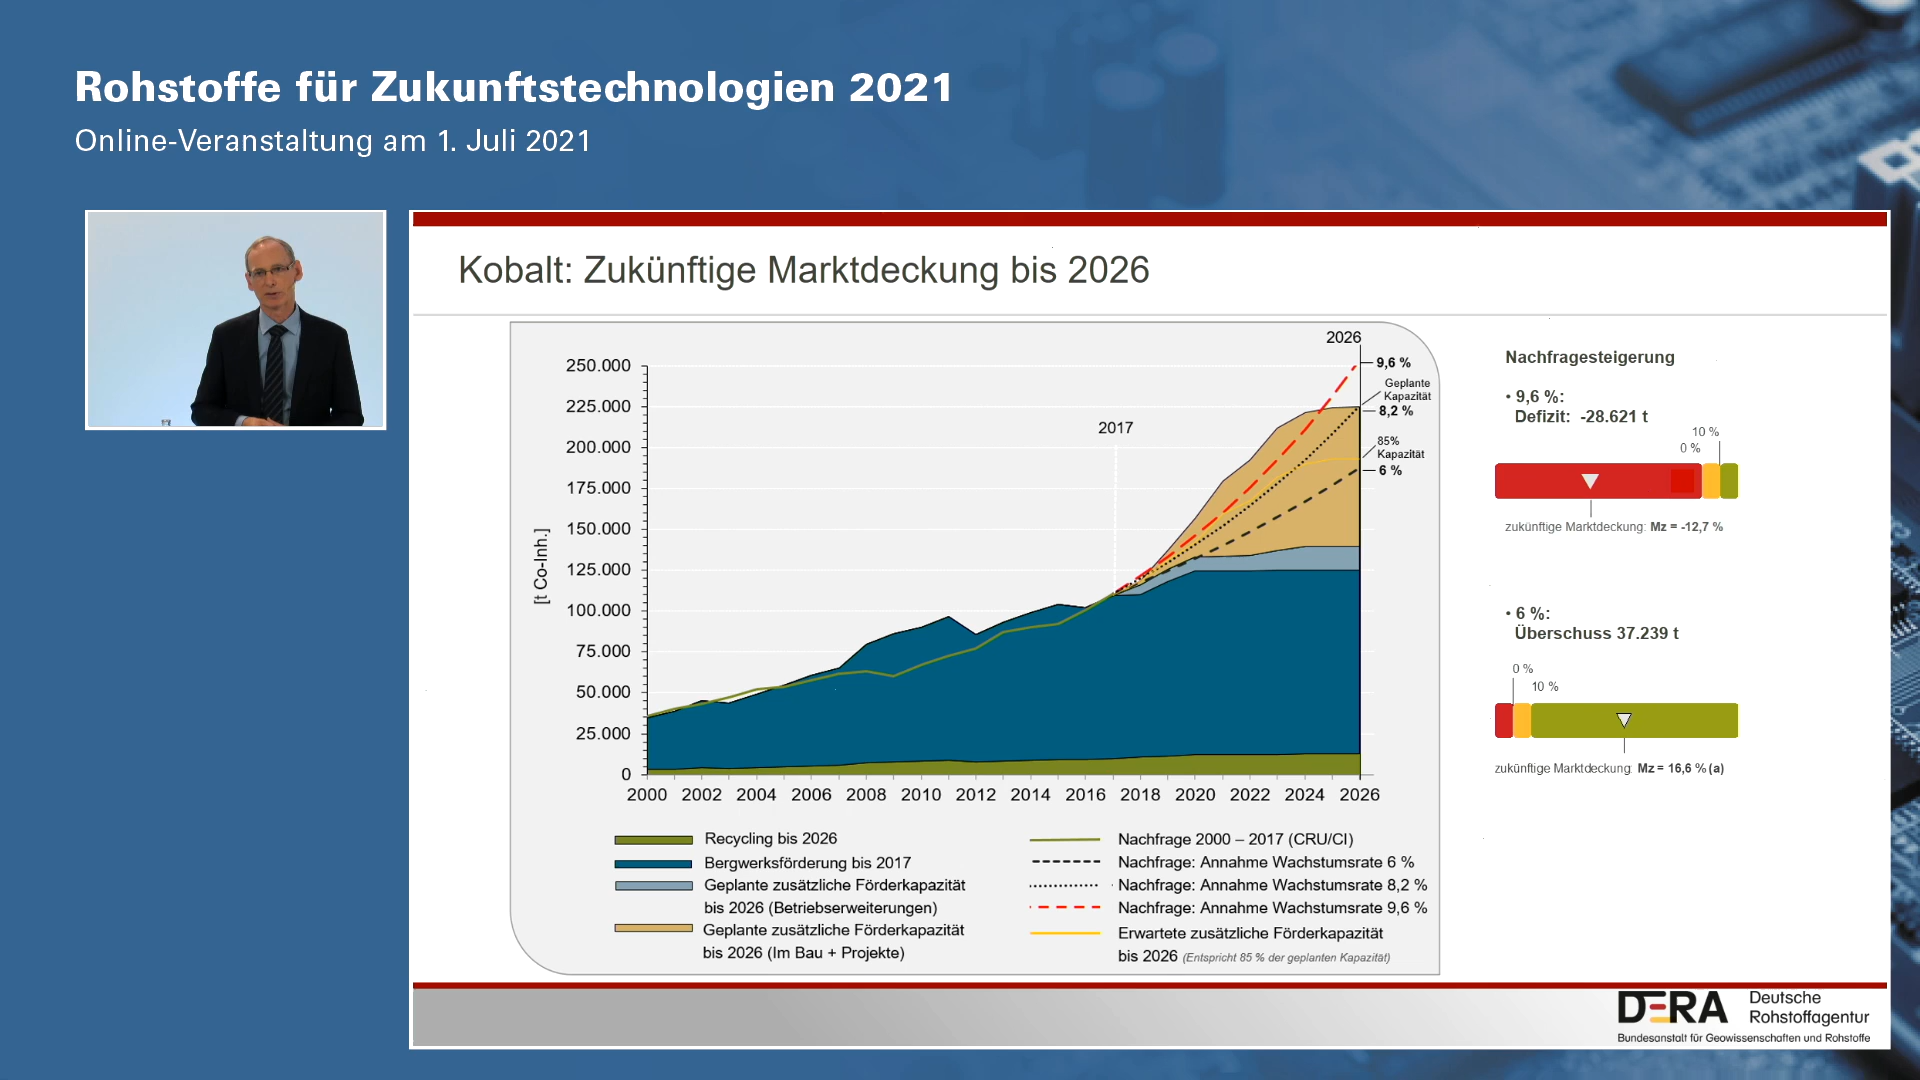 Rohstoffe für Zukunftstechnologien 2021
Online-Veranstaltung am 1. Juli 2021
Kobalt: Zukünftige Marktdeckung bis 2026
2026
250.000
225.000
200.000
175.000
150.000
125.000
100.000
75.000
50.000
25.000
0
[t Co-Inh.]
2017
9,6 %
Geplante
Kapazität
8,2 %
85%
Kapazität
6 %
2000 2002 2004 2006 2008 2010 2012 2014 2016 2018 2020 2022 2024 2026
Recycling bis 2026
Bergwerksförderung bis 2017
Geplante zusätzliche Förderkapazität
bis 2026 (Betriebserweiterungen)
Geplante zusätzliche Förderkapazität
bis 2026 (Im Bau + Projekte)
Nachfrage 2000 – 2017 (CRU/CI)
Nachfrage: Annahme Wachstumsrate 6 %
Nachfrage: Annahme Wachstumsrate 8,2 %
Nachfrage: Annahme Wachstumsrate 9,6 %
Erwartete zusätzliche Förderkapazität
bis 2026 (Entspricht 85 % der geplanten Kapazität)
Nachfragesteigerung
• 9,6 %:
Defizit: -28.621 t
10 %
0 %
zukünftige Marktdeckung: Mz = -12,7 %
• 6 %:
Überschuss 37.239 t
0 %
10 %
zukünftige Marktdeckung: Mz = 16,6 % (a)
DERA Deutsche
Rohstoffagentur
Bundesanstalt für Geowissenschaften und Rohstoffe